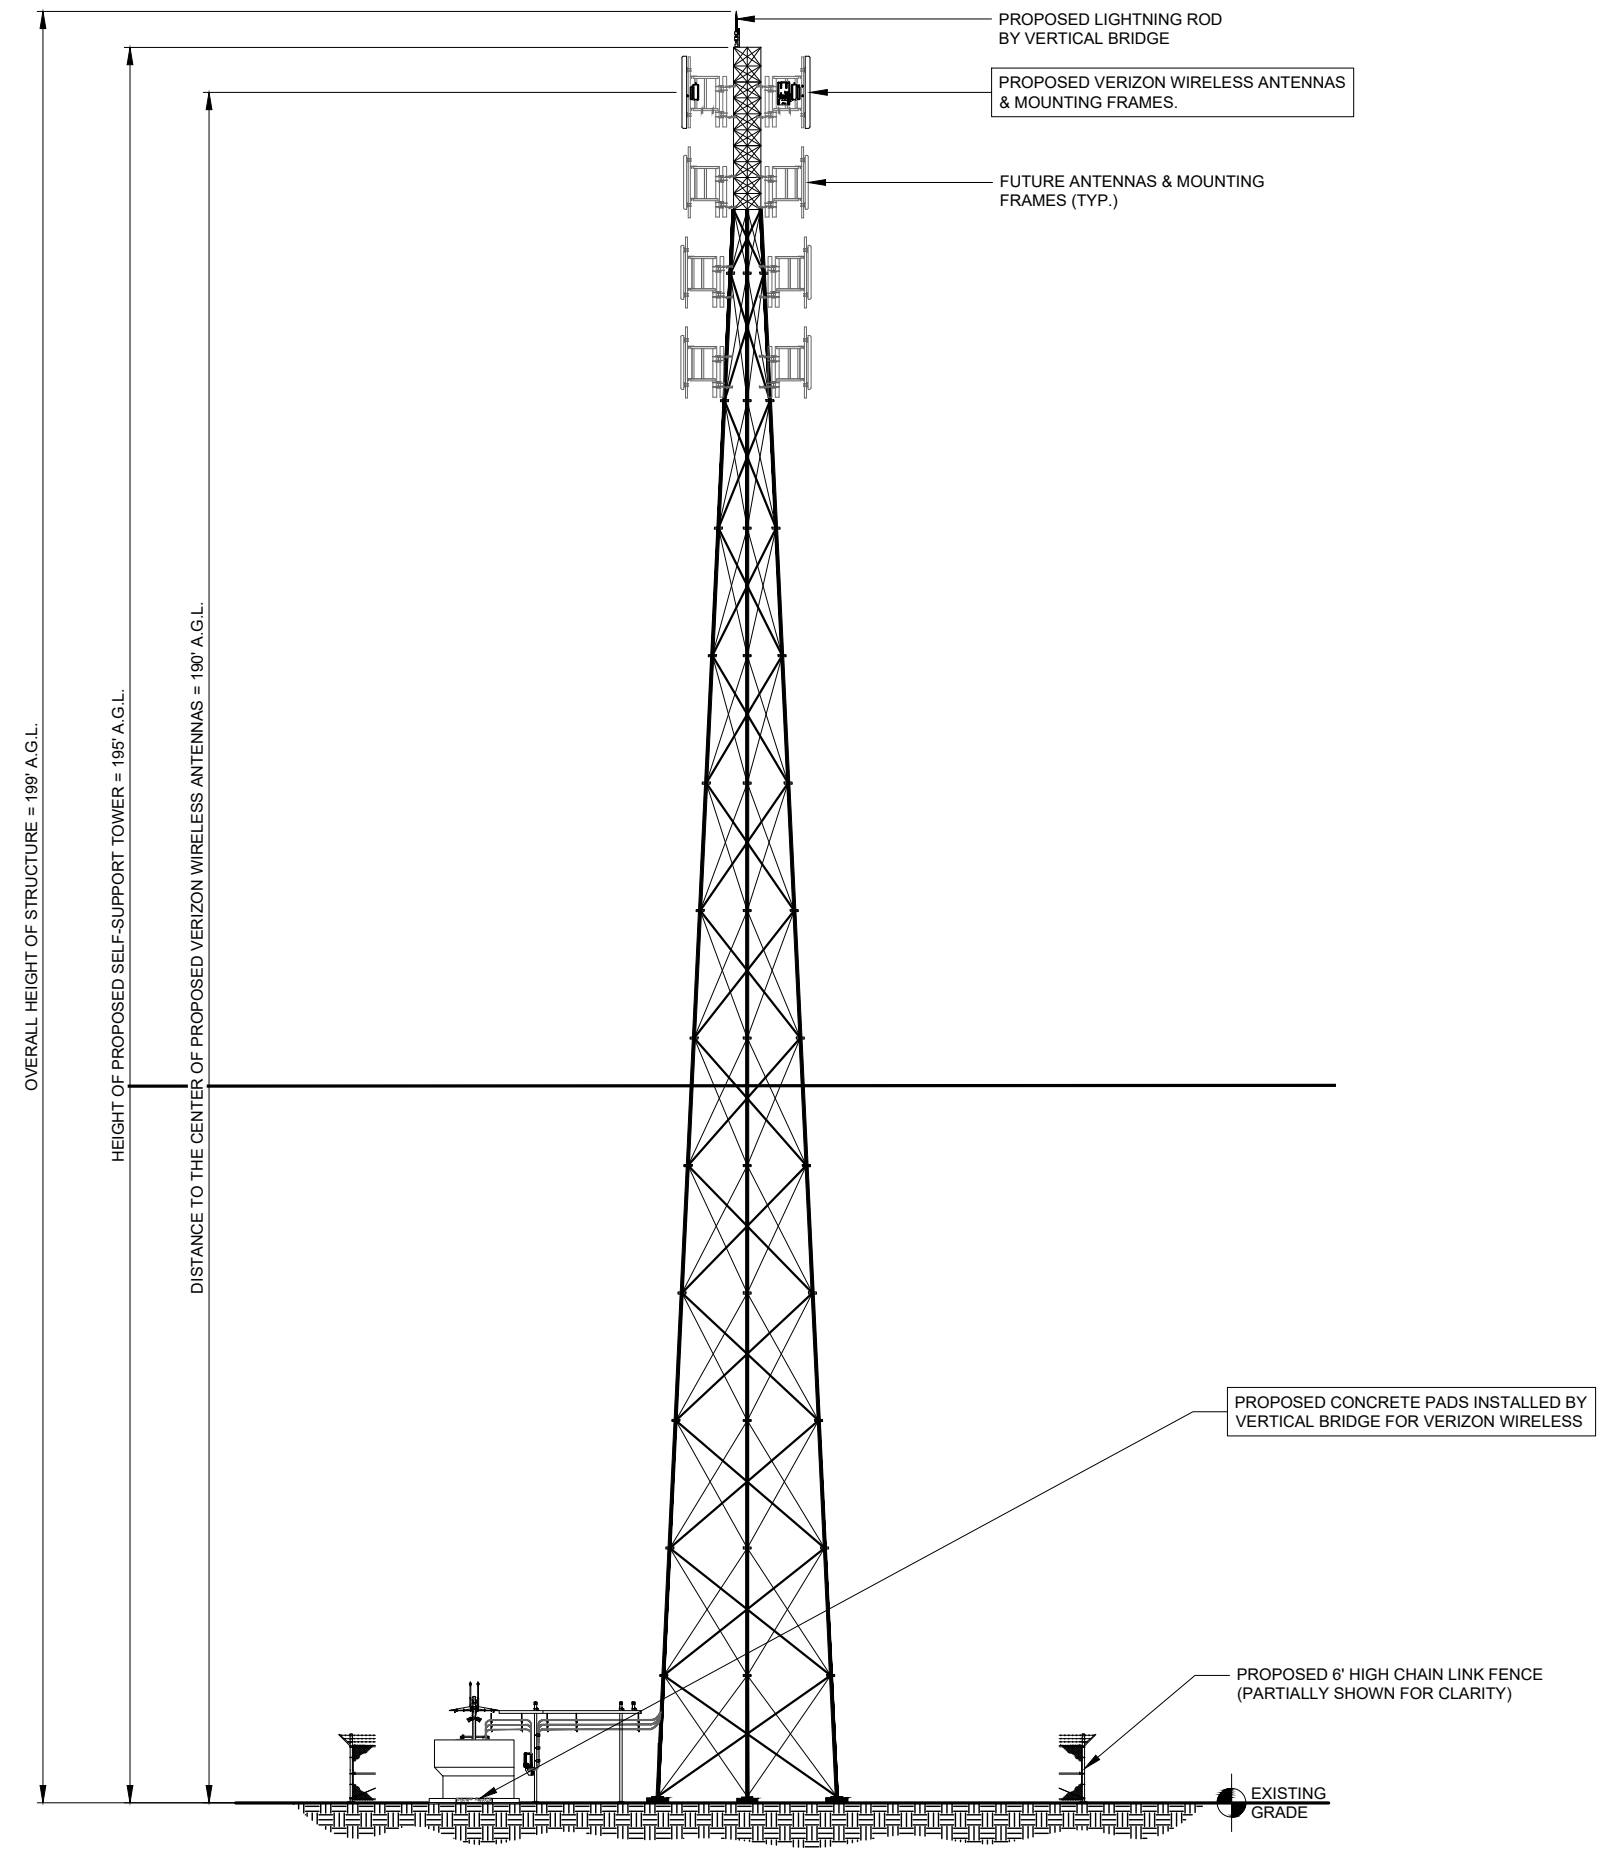 PROPOSED LIGHTNING ROD
BY VERTICAL BRIDGE
PROPOSED VERIZON WIRELESS ANTENNAS
& MOUNTING FRAMES.
FUTURE ANTENNAS & MOUNTING
FRAMES (TYP.)
OVERALL HEIGHT OF STRUCTURE = 199' A.G.L.
HEIGHT OF PROPOSED SELF-SUPPORT TOWER = 195' A.G.L.
DISTANCE TO THE CENTER OF PROPOSED VERIZON WIRELESS ANTENNAS = 190' A.G.L.
PROPOSED CONCRETE PADS INSTALLED BY
VERTICAL BRIDGE FOR VERIZON WIRELESS
PROPOSED 6' HIGH CHAIN LINK FENCE
(PARTIALLY SHOWN FOR CLARITY)
EXISTING
GRADE